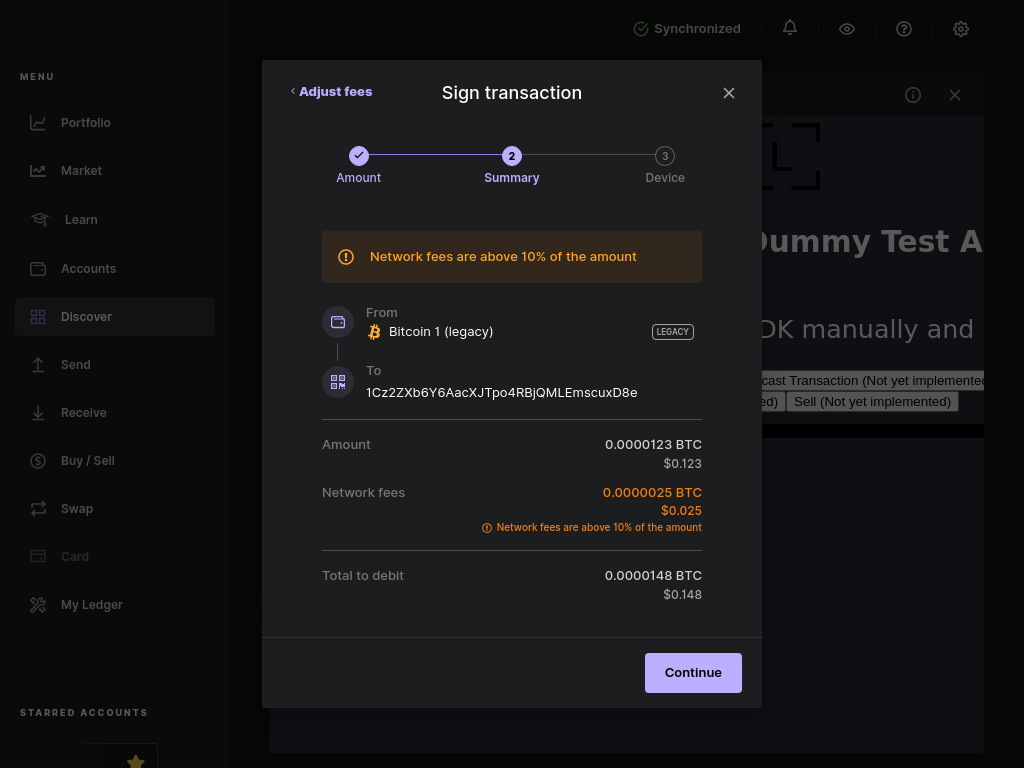 Synchronized
MENU
Portfolio
Market
Learn
Accounts
Discover
Send
Receive
Buy / Sell
Swap
Card
My Ledger
STARRED ACCOUNTS
Adjust fees
Sign transaction
2
3
Amount
Summary
Device
Network fees are above 10% of the amount
From
Bitcoin 1 (legacy)
LEGACY
To
1Cz2ZXb6Y6AacXJTpo4RBjQMLEmscuxD8e
Amount
0.0000123 BTC
$0.123
Network fees
0.0000025 BTC
$0.025
Network fees are above 10% of the amount
Total to debit
0.0000148 BTC
$0.148
Continue
Dummy Test A
DK manually and
cast Transaction (Not yet implemented
ed)
Sell (Not yet implemented)